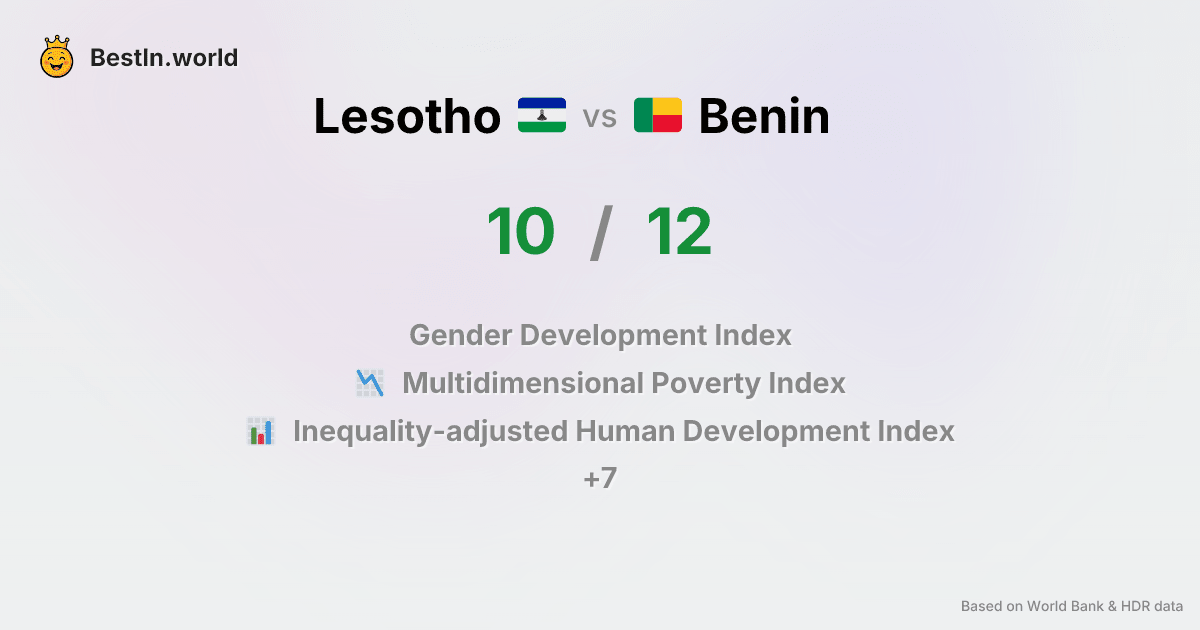 BestIn.world
Lesotho vs Benin
10 / 12
Gender Development Index
Multidimensional Poverty Index
Inequality-adjusted Human Development Index
+7
Based on World Bank & HDR data